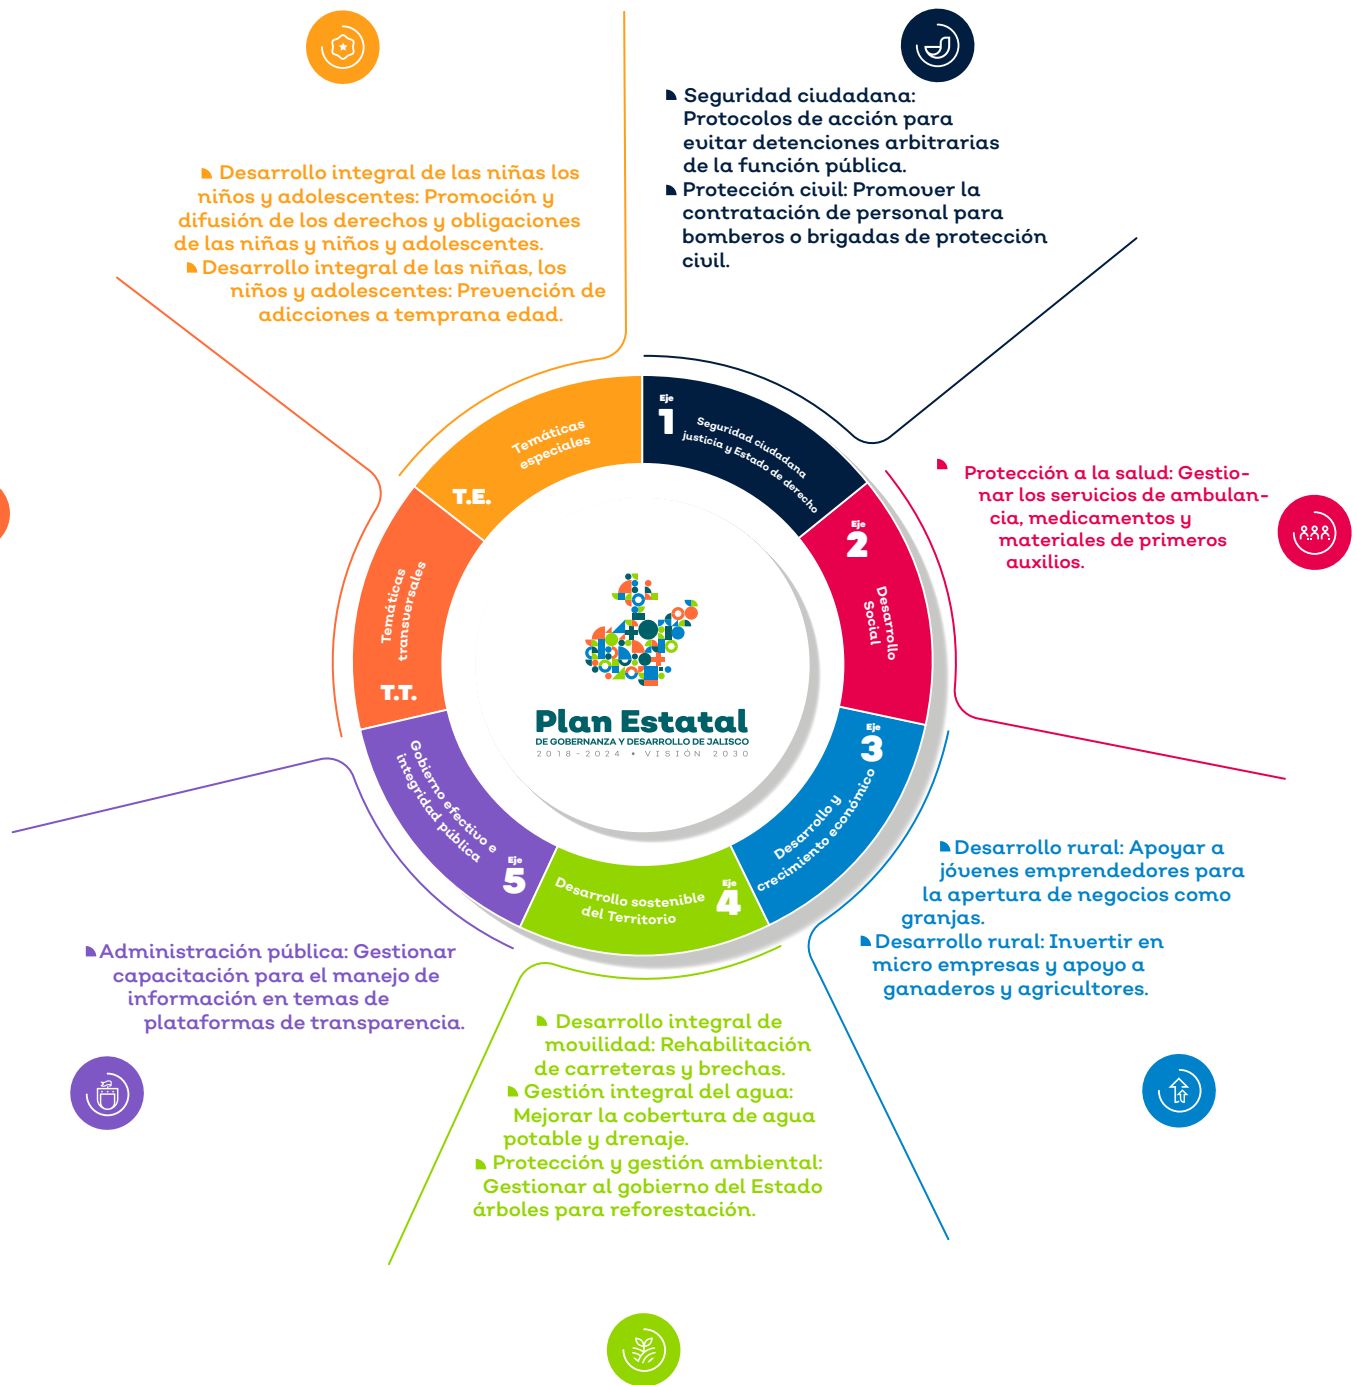 Seguridad ciudadana:
Protocolos de acción para
evitar detenciones arbitrarias
de la función pública.
Protección civil: Promover la
contratación de personal para
bomberos o brigadas de protección
civil.
Desarrollo integral de las niñas los
niños y adolescentes: Promoción y
difusión de los derechos y obligaciones
de las niñas y niños y adolescentes.
Desarrollo integral de las niñas, los
niños y adolescentes: Prevención de
adicciones a temprana edad.
Eje
1
Seguridad ciudadana
justicia y Estado de derecho
Temáticas
especiales
T.E.
Protección a la salud: Gestio-
nar los servicios de ambulan-
cia, medicamentos y
materiales de primeros
auxilios.
Eje
2
Desarrollo
Social
Temáticas
transversales
T.T.
Plan Estatal
DE GOBERNANZA Y DESARROLLO DE JALISCO
2018-2024 • VISIÓN 2030
Eje
3
Desarrollo y
crecimiento económico
Gobierno efectivo e
integridad pública
Eje
5
Desarrollo sostenible
del Territorio
Eje
4
Desarrollo rural: Apoyar a
jóvenes emprendedores para
la apertura de negocios como
granjas.
Desarrollo rural: Invertir en
micro empresas y apoyo a
ganaderos y agricultores.
Administración pública: Gestionar
capacitación para el manejo de
información en temas de
plataformas de transparencia.
Desarrollo integral de
movilidad: Rehabilitación
de carreteras y brechas.
Gestión integral del agua:
Mejorar la cobertura de agua
potable y drenaje.
Protección y gestión ambiental:
Gestionar al gobierno del Estado
árboles para reforestación.